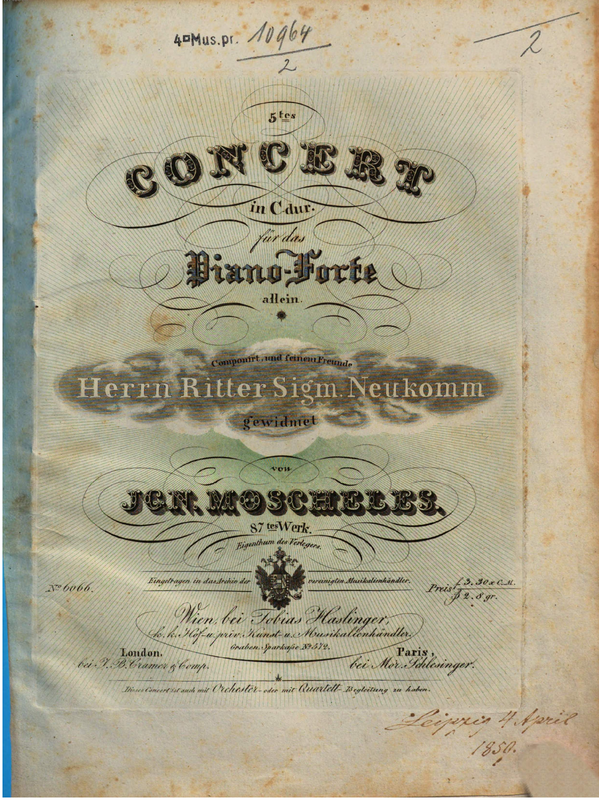 4°Mus.pr. 10964
2
2
5tes
CONCERT
in C-dur.
für das
Piano-Forte
allein.
Componirt, und seinem Freunde
Herrn Ritter Sigm. Neukomm
gewidmet
von
JGN. MOSCHELES.
87tes Werk.
Eigenthum des Verlegers.
Eingetragen in das Archiv der vereinigten Musikalienhändler.
No 6066.
Preis f 3.30 x C.M.
2.8 gr.
Wien, bei Tobias Haslinger,
k. k. Hof- u. priv. Kunst- u. Musikalienhändler,
Graben, Sparkasse No 572.
London,
bei J. B. Cramer & Comp.
Paris,
bei Mor. Schlesinger.
Dieses Concert ist auch mit Orchester- oder mit Quartett-Begleitung zu haben.
Leipzig 4 April
1850.